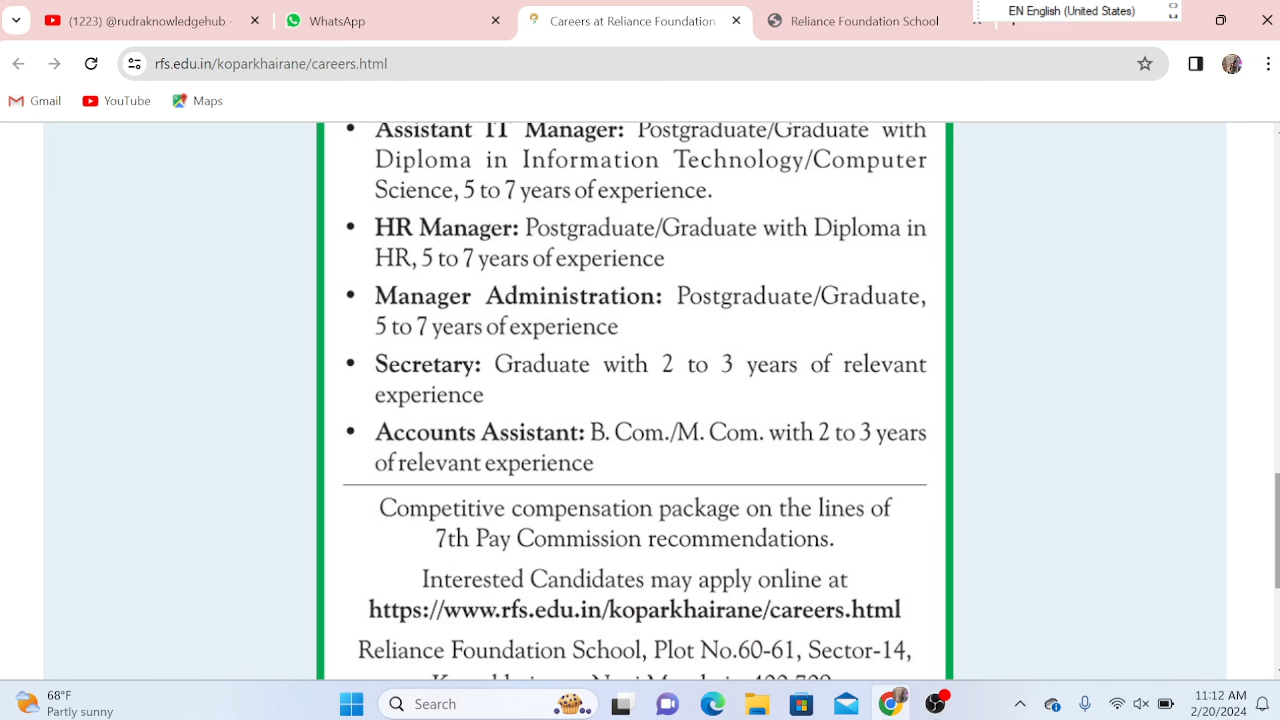 (1223) @rudraknowledgehub -
WhatsApp
Careers at Reliance Foundation
Reliance Foundation School
EN English (United States)
rfs.edu.in/koparkhairane/careers.html
Gmail
YouTube
Maps
• Assistant IT Manager: Postgraduate/Graduate with
Diploma in Information Technology/Computer
Science, 5 to 7 years of experience.
• HR Manager: Postgraduate/Graduate with Diploma in
HR, 5 to 7 years of experience
• Manager Administration: Postgraduate/Graduate,
5 to 7 years of experience
• Secretary: Graduate with 2 to 3 years of relevant
experience
• Accounts Assistant: B. Com./M. Com. with 2 to 3 years
of relevant experience
Competitive compensation package on the lines of
7th Pay Commission recommendations.
Interested Candidates may apply online at
https://www.rfs.edu.in/koparkhairane/careers.html
Reliance Foundation School, Plot No.60-61, Sector-14,
68°F
Partly sunny
Search
11:12 AM
2/20/2024